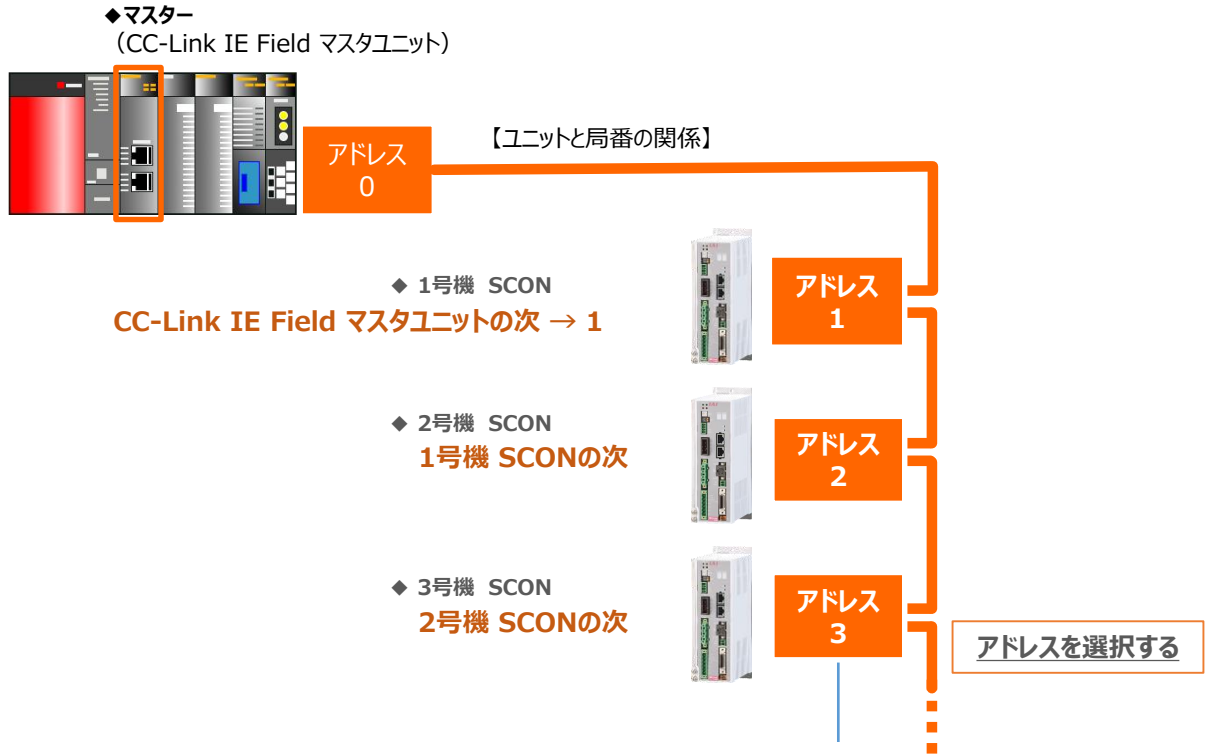 ◆マスター
（CC-Link IE Field マスタユニット）
アドレス
0
【ユニットと局番の関係】
◆ 1号機 SCON
CC-Link IE Field マスタユニットの次 → 1
アドレス
1
◆ 2号機 SCON
1号機 SCONの次
アドレス
2
◆ 3号機 SCON
2号機 SCONの次
アドレス
3
アドレスを選択する